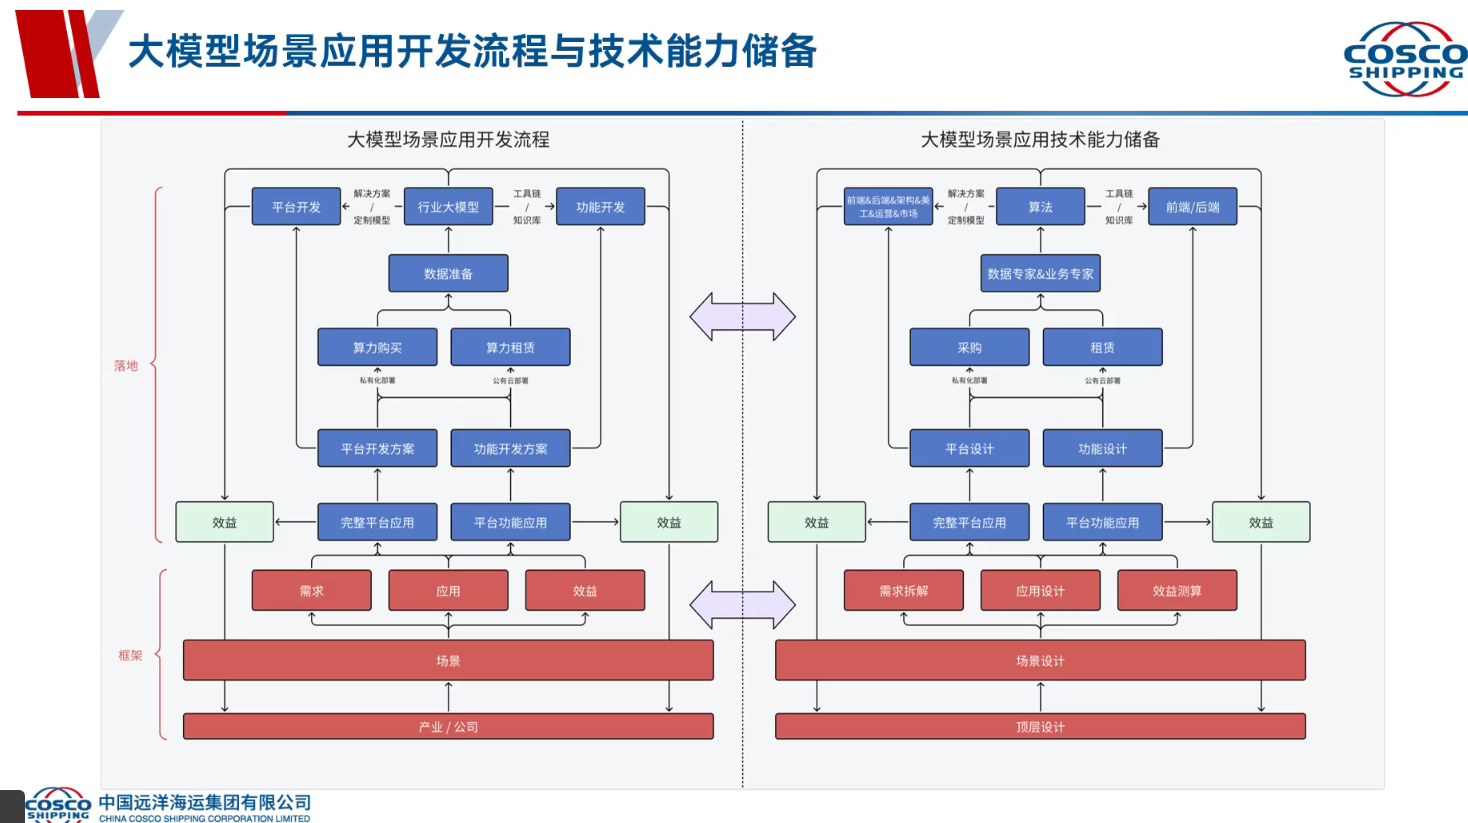 大模型场景应用开发流程与技术能力储备
COSCO
SHIPPING
大模型场景应用开发流程
平台开发
解决方案
/
定制模型
行业大模型
工具链
/
知识库
功能开发
数据准备
算力购买
算力租赁
私有化部署
公有云部署
平台开发方案
功能开发方案
效益
完整平台应用
平台功能应用
效益
需求
应用
效益
场景
产业 / 公司
落地
框架
大模型场景应用技术能力储备
前端&后端&架构&美
工&运营&市场
解决方案
/
定制模型
算法
工具链
/
知识库
前端/后端
数据专家&业务专家
采购
租赁
私有化部署
公有云部署
平台设计
功能设计
效益
完整平台应用
平台功能应用
效益
需求拆解
应用设计
效益测算
场景设计
顶层设计
COSCO
SHIPPING
中国远洋海运集团有限公司
CHINA COSCO SHIPPING CORPORATION LIMITED